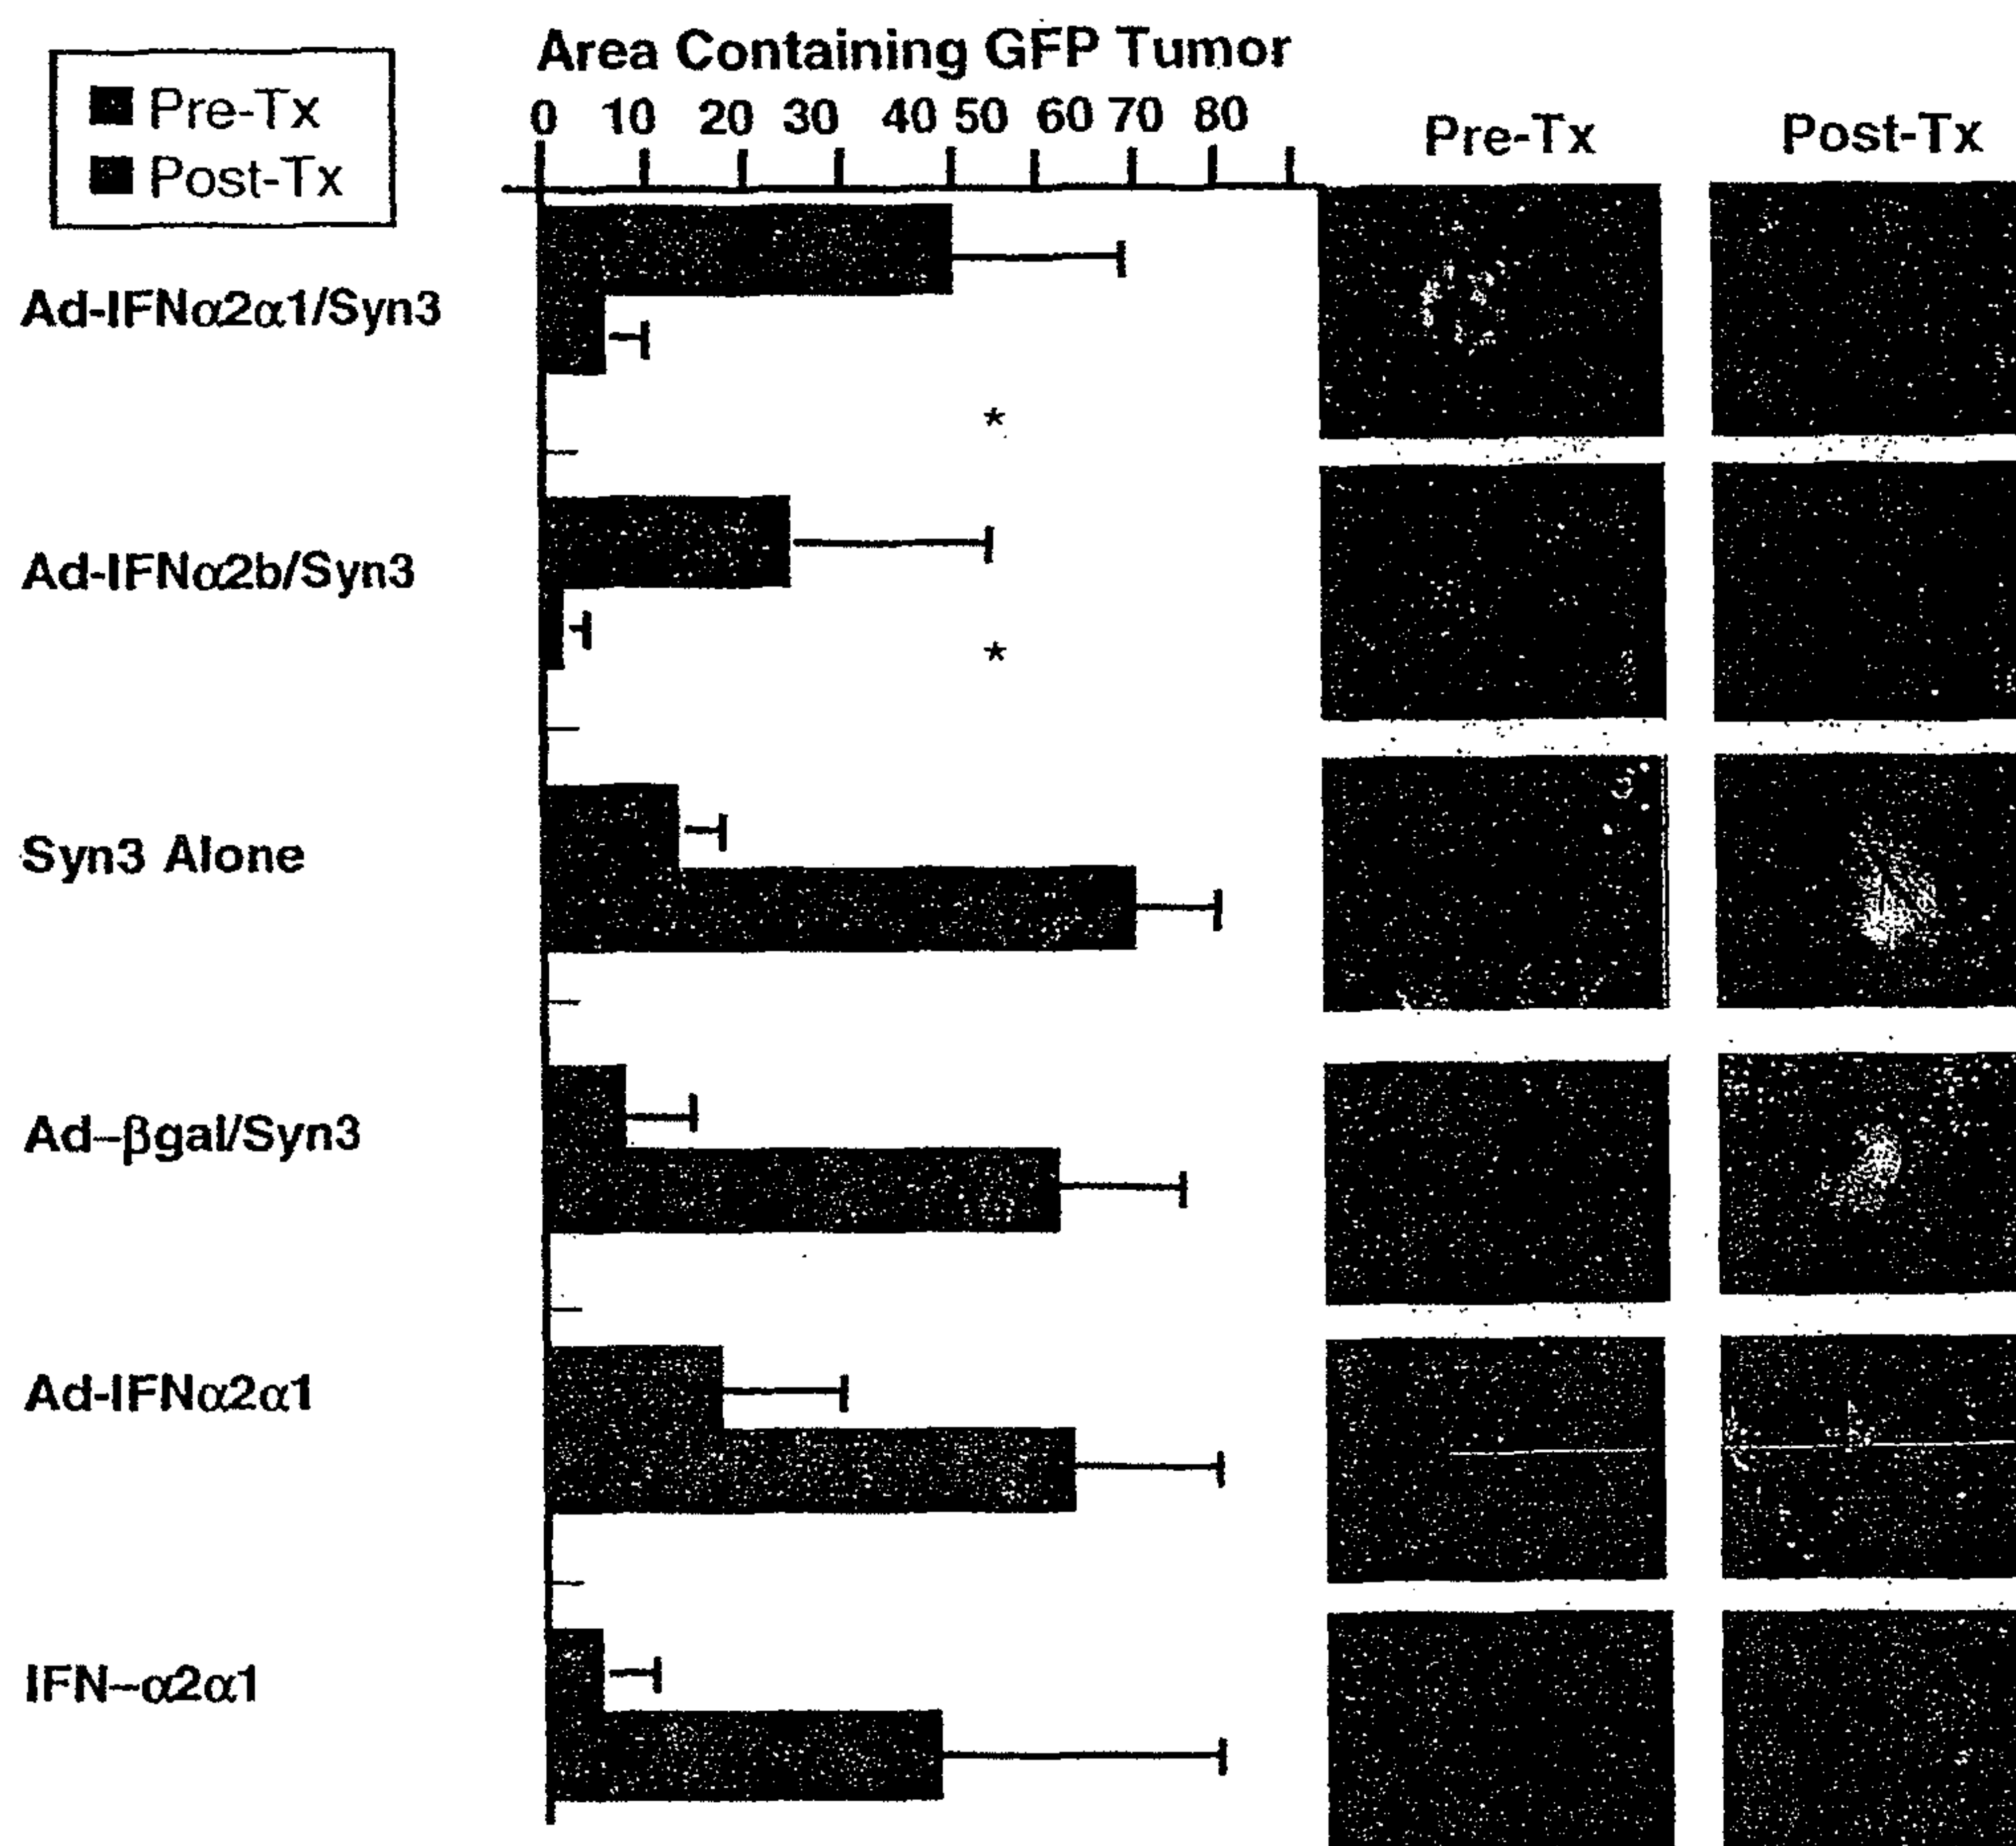 Pre-Tx
Post-Tx
Area Containing GFP Tumor
0 10 20 30 40 50 60 70 80
Pre-Tx
Post-Tx
Ad-IFNα2α1/Syn3
*
Ad-IFNα2b/Syn3
*
Syn3 Alone
Ad–βgal/Syn3
Ad-IFNα2α1
IFN–α2α1